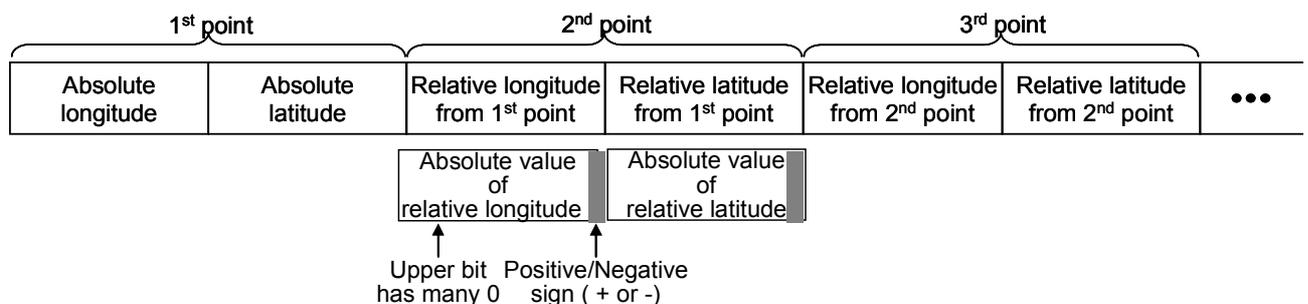 1st point
2nd point
3rd point
Absolute
longitude
Absolute
latitude
Relative longitude
from 1st point
Relative latitude
from 1st point
Relative longitude
from 2nd point
Relative latitude
from 2nd point
•••
Absolute value
of
relative longitude
Absolute value
of
relative latitude
Upper bit
has many 0
Positive/Negative
sign ( + or -)